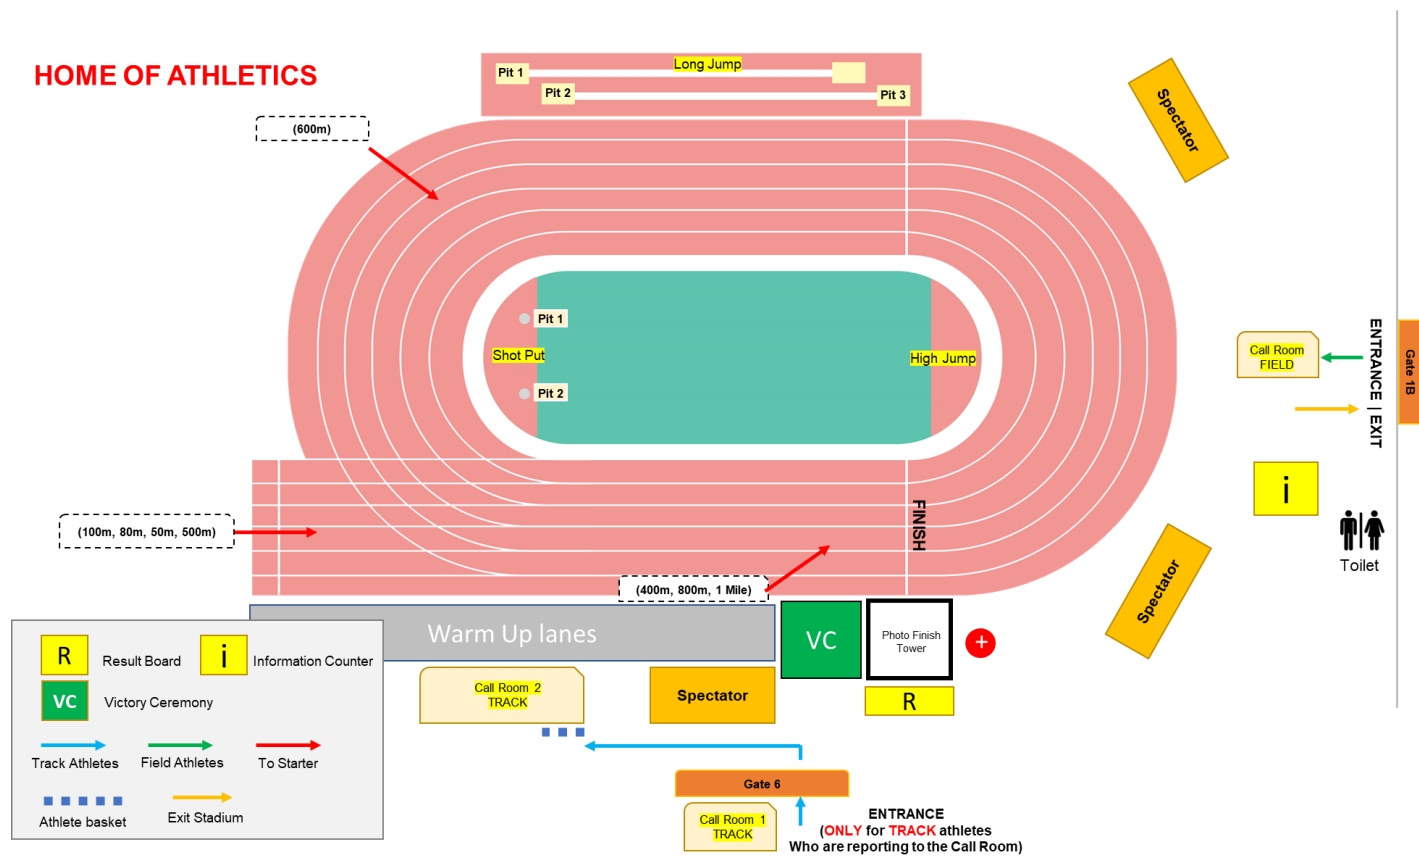 HOME OF ATHLETICS
Long Jump
Pit 1
Pit 2
Pit 3
(600m)
Spectator
Pit 1
Shot Put
Pit 2
High Jump
Call Room
FIELD
ENTRANCE | EXIT
Gate 1B
i
Toilet
(100m, 80m, 50m, 500m)
FINISH
(400m, 800m, 1 Mile)
Spectator
Warm Up lanes
VC
Photo Finish
Tower
+
Call Room 2
TRACK
Spectator
R
Gate 6
Call Room 1
TRACK
ENTRANCE
(ONLY for TRACK athletes
Who are reporting to the Call Room)
R
Result Board
i
Information Counter
VC
Victory Ceremony
Track Athletes
Field Athletes
To Starter
Athlete basket
Exit Stadium